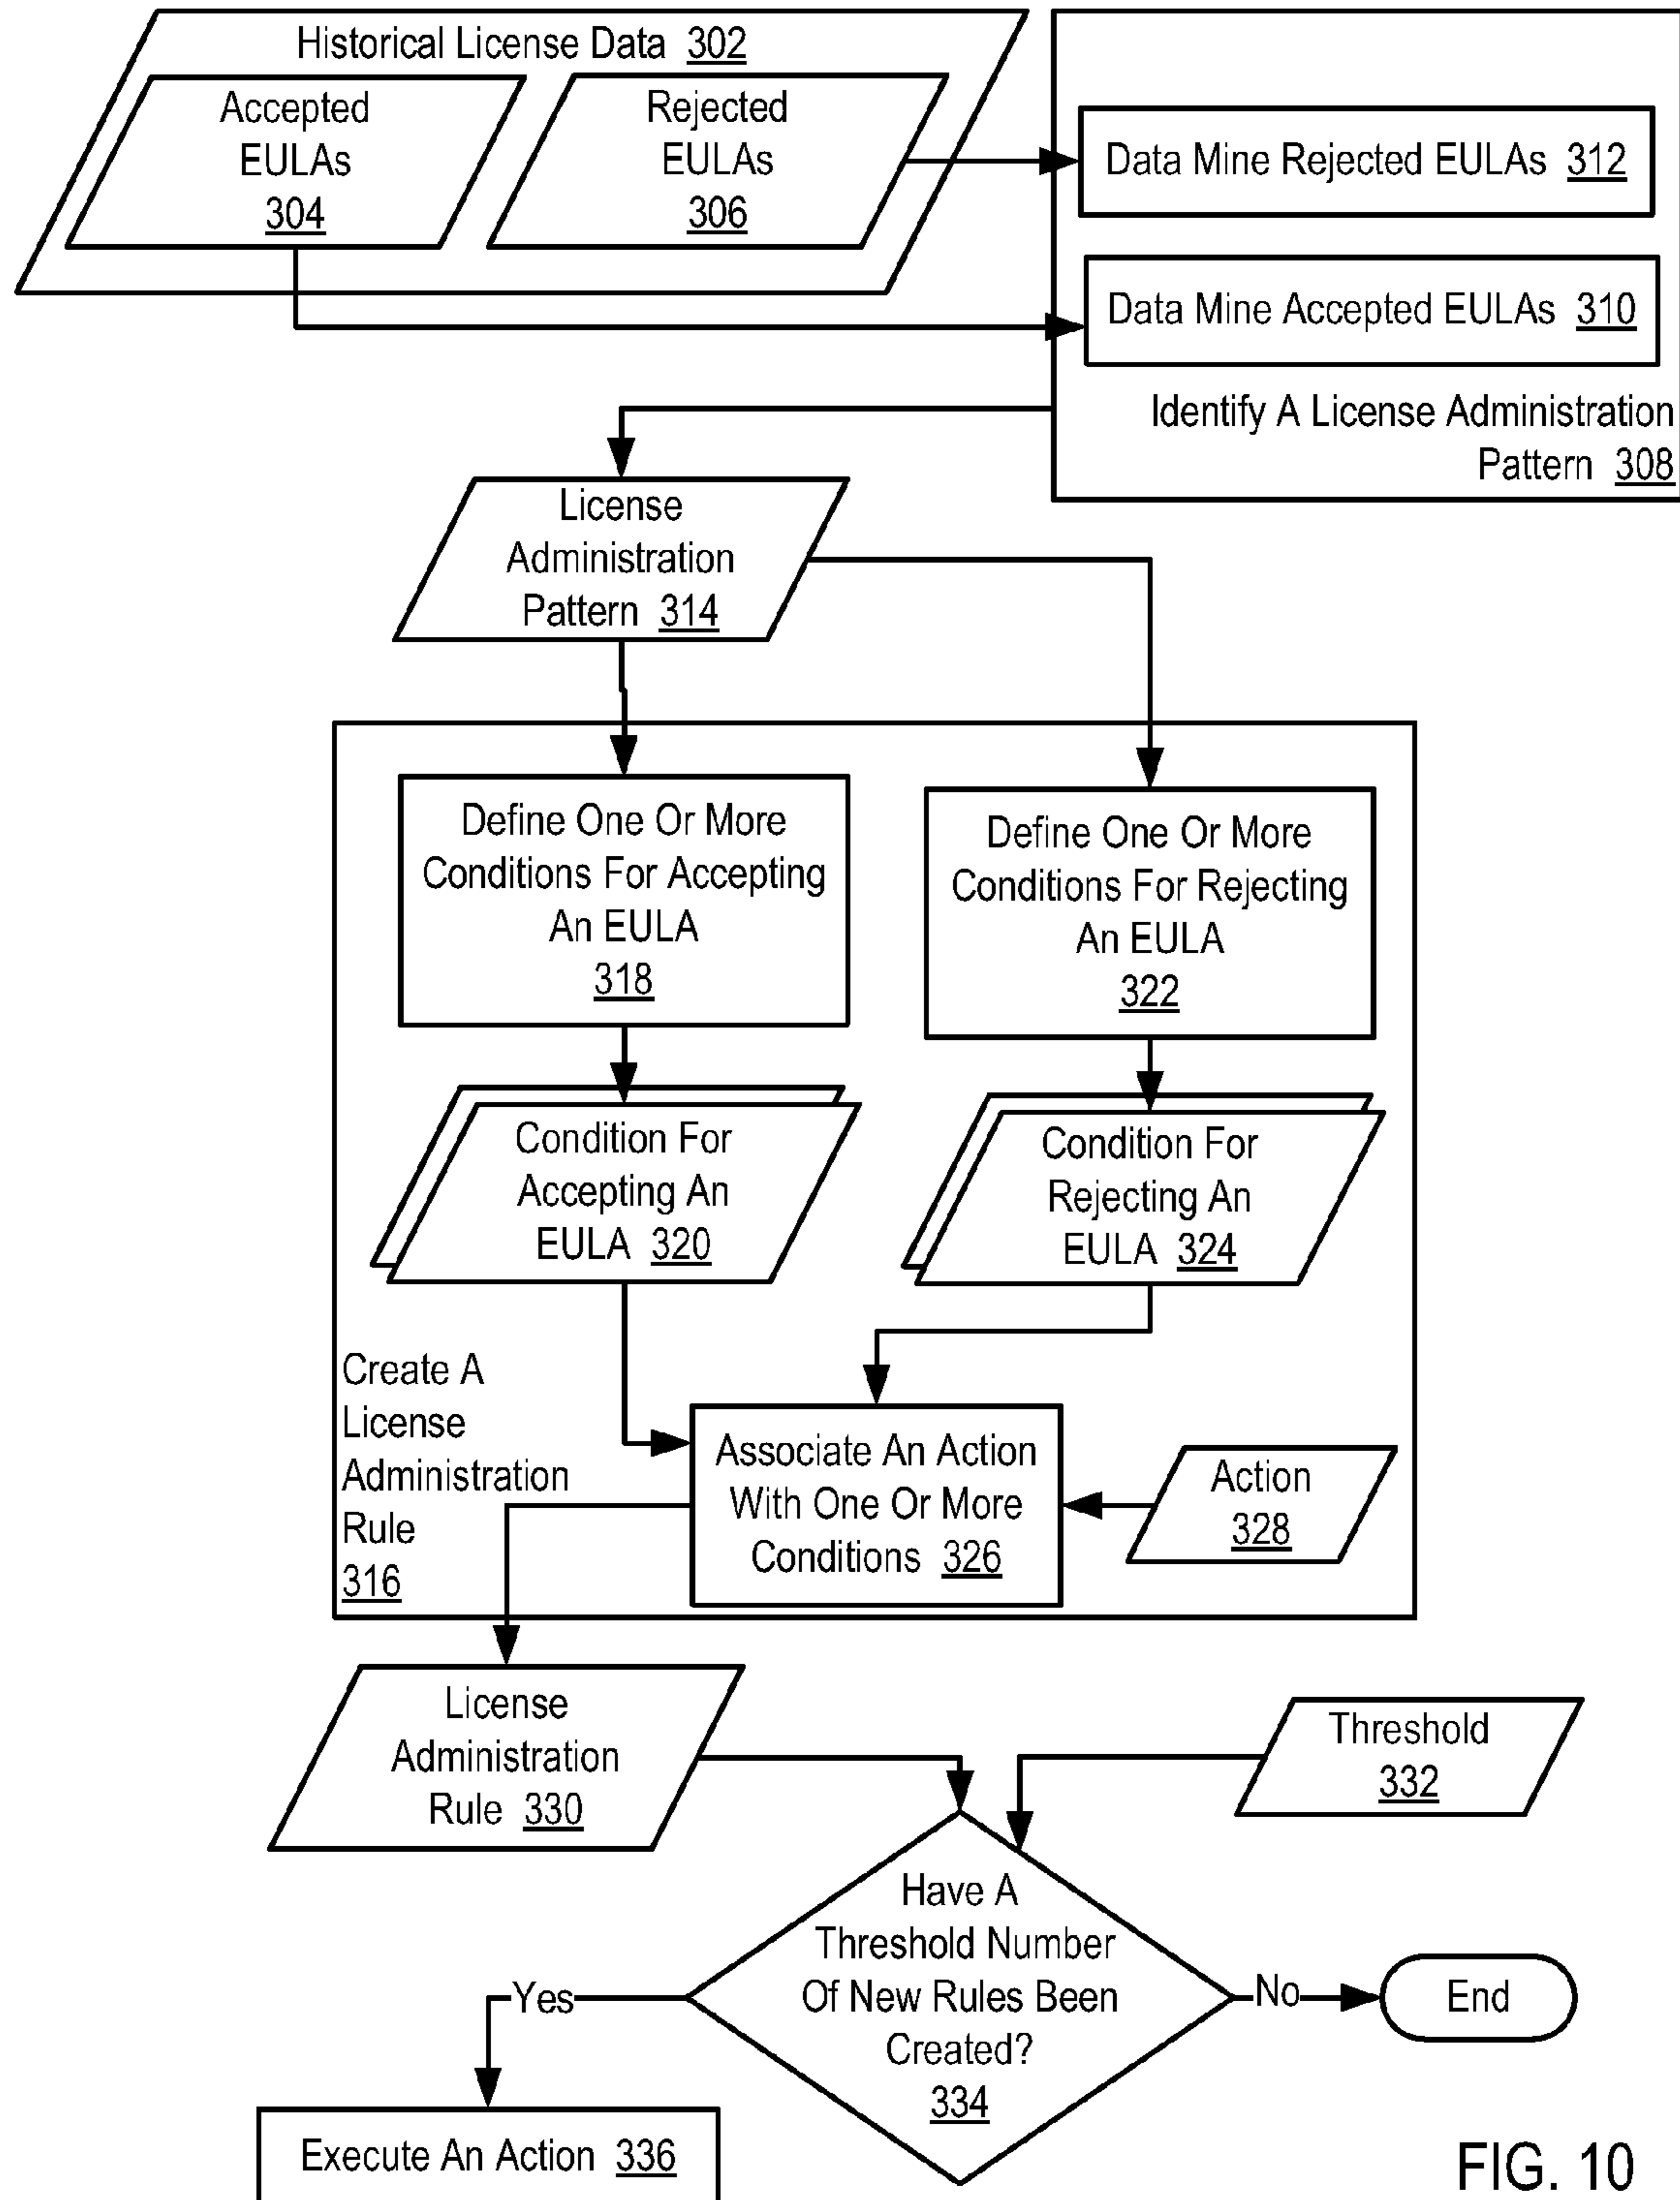 Historical License Data 302
Accepted
EULAs
304
Rejected
EULAs
306
Data Mine Rejected EULAs 312
Data Mine Accepted EULAs 310
Identify A License Administration
Pattern 308
License
Administration
Pattern 314
Define One Or More
Conditions For Accepting
An EULA
318
Define One Or More
Conditions For Rejecting
An EULA
322
Condition For
Accepting An
EULA 320
Condition For
Rejecting An
EULA 324
Create A
License
Administration
Rule
316
Associate An Action
With One Or More
Conditions 326
Action
328
License
Administration
Rule 330
Threshold
332
Have A
Threshold Number
Of New Rules Been
Created?
334
Yes
No
End
Execute An Action 336
FIG. 10